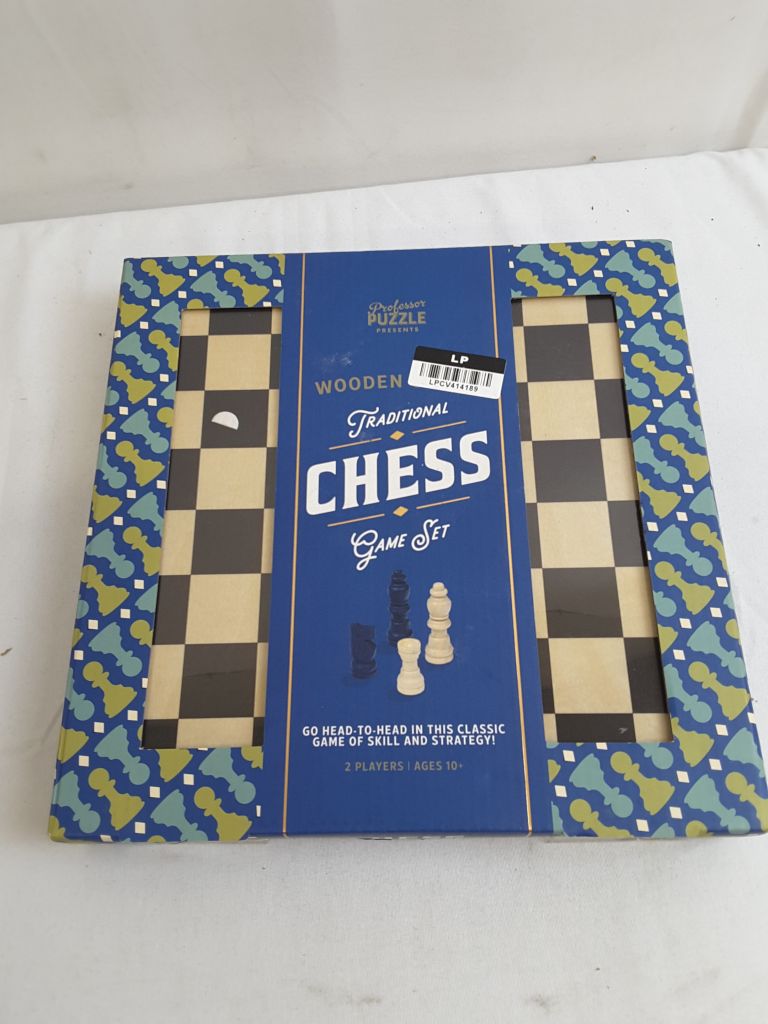 Professor
PUZZLE
PRESENTS
LP
LPCV414189
WOODEN
TRADITIONAL
CHESS
GAME SET
GO HEAD-TO-HEAD IN THIS CLASSIC
GAME OF SKILL AND STRATEGY!
2 PLAYERS | AGES 10+